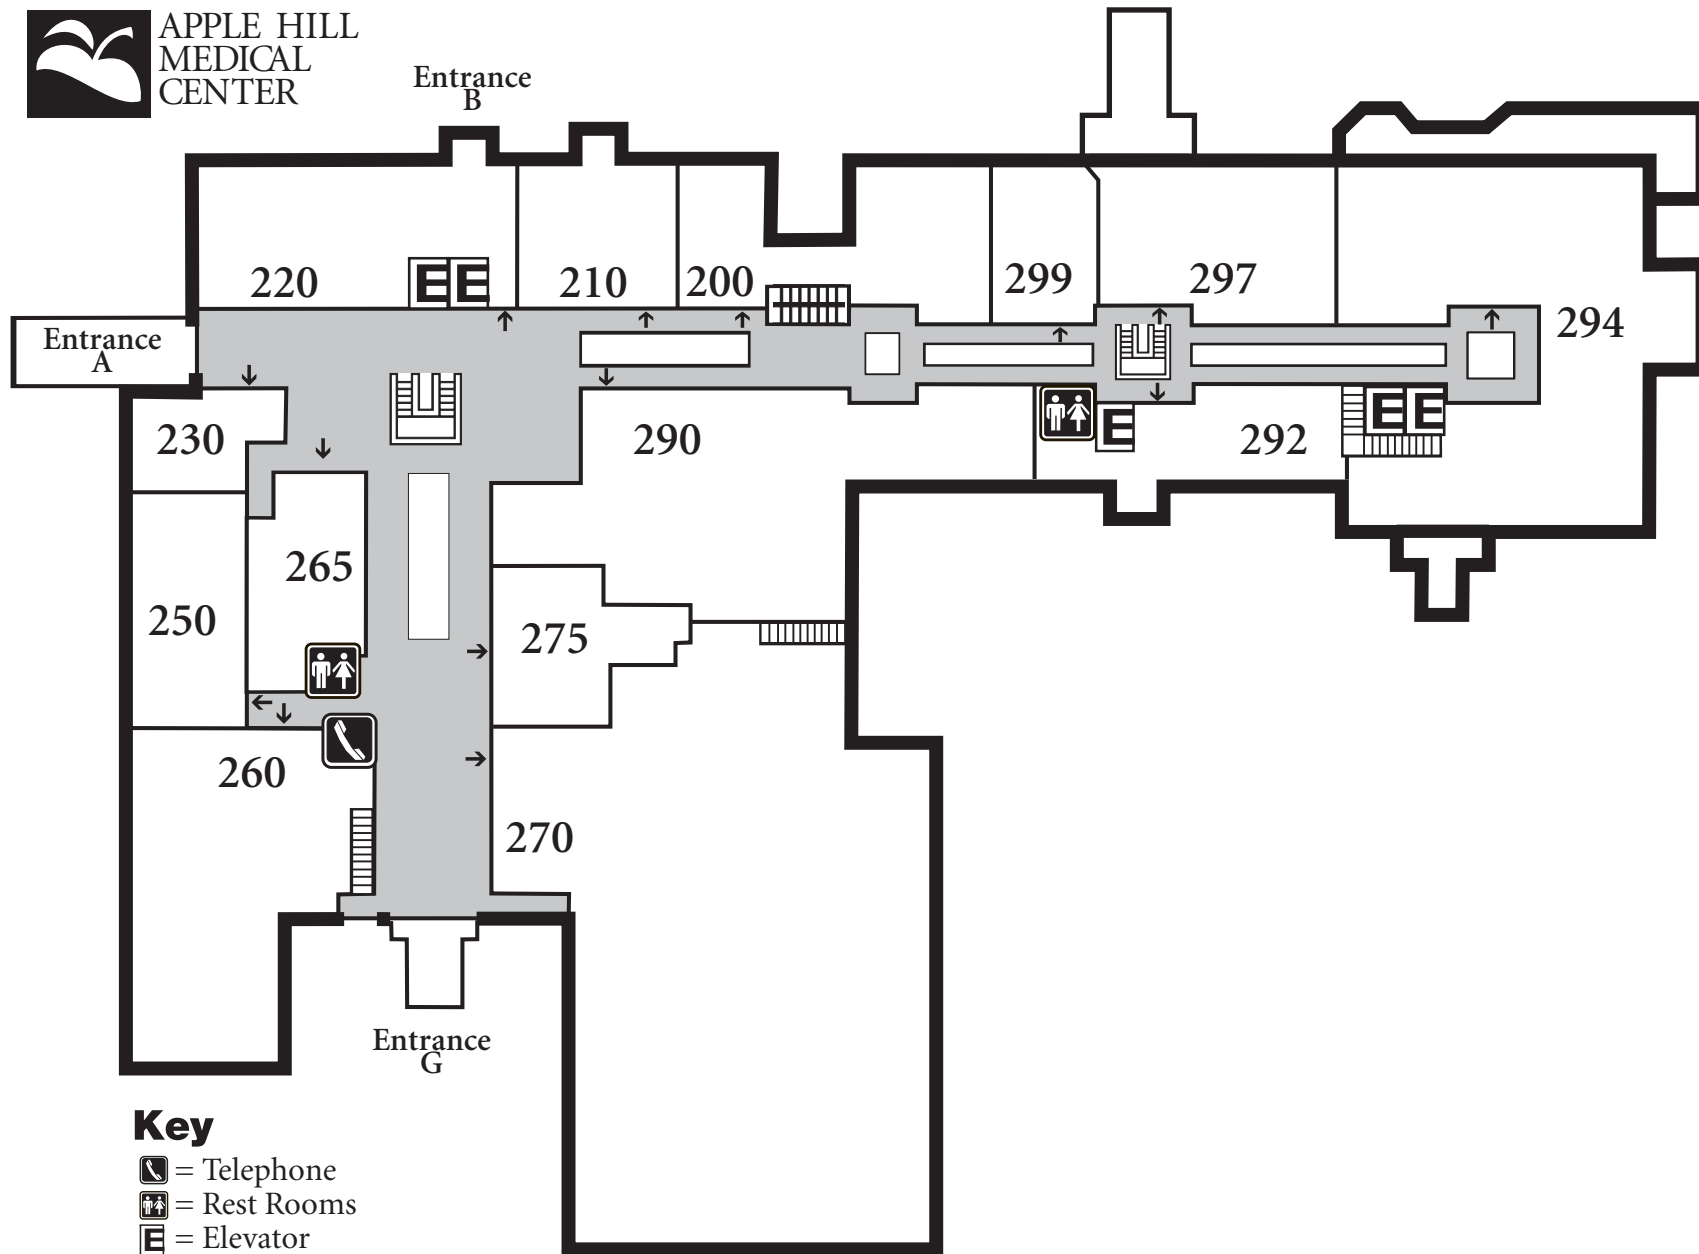 APPLE HILL
MEDICAL
CENTER
Entrance
B
220
E E
210
200
299
297
294
Entrance
A
230
290
E
292
E E
265
250
275
260
270
Entrance
G
Key
= Telephone
= Rest Rooms
E = Elevator